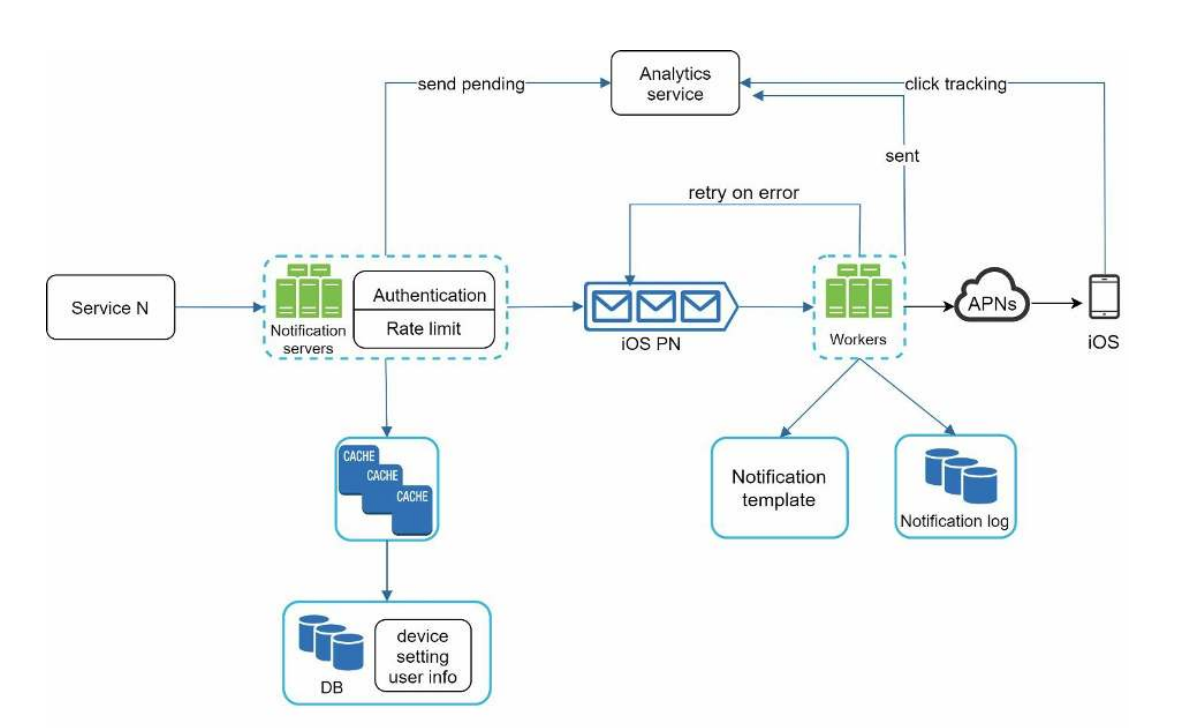 Analytics
service
send pending
click tracking
sent
retry on error
Service N
Notification
servers
Authentication
Rate limit
iOS PN
Workers
APNs
iOS
CACHE
CACHE
CACHE
Notification
template
Notification log
DB
device
setting
user info